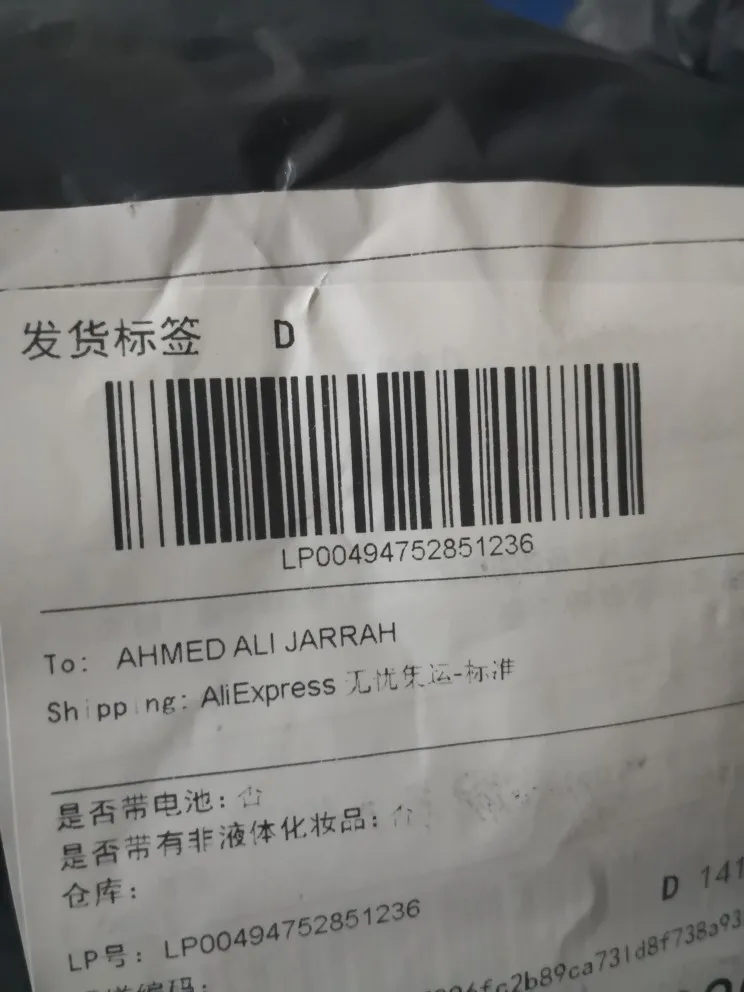 发货标签 D
LP00494752851236
To: AHMED ALI JARRAH
Shipping: AliExpress 无忧集运-标准
是否带电池: 否
是否带有非液体化妆品: 否
仓库:
D 141
LP号: LP00494752851236